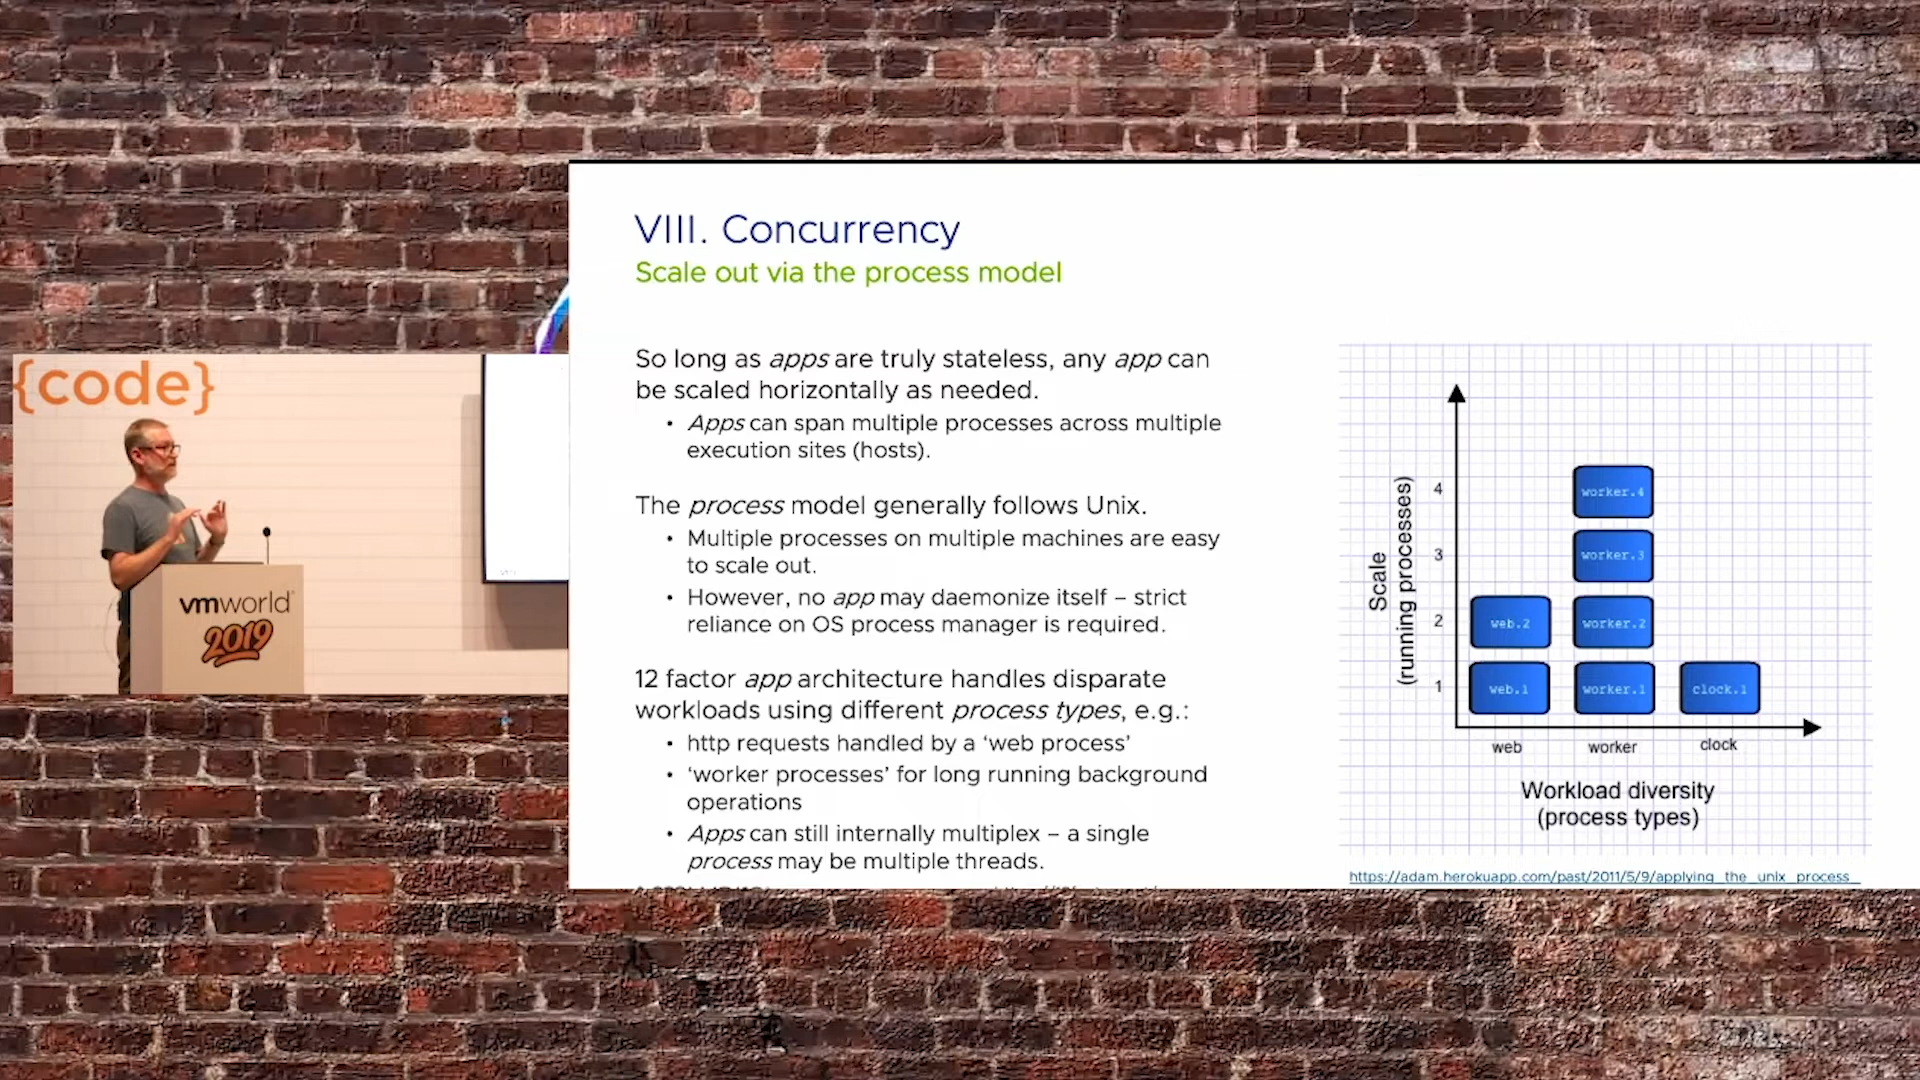 {code}
vmworld
2019
VIII. Concurrency
Scale out via the process model
So long as apps are truly stateless, any app can
be scaled horizontally as needed.
• Apps can span multiple processes across multiple
execution sites (hosts).
The process model generally follows Unix.
• Multiple processes on multiple machines are easy
to scale out.
• However, no app may daemonize itself – strict
reliance on OS process manager is required.
12 factor app architecture handles disparate
workloads using different process types, e.g.:
• http requests handled by a ‘web process’
• ‘worker processes’ for long running background
operations
• Apps can still internally multiplex – a single
process may be multiple threads.
Scale
(running processes)
4
3
2
1
worker.4
worker.3
web.2
worker.2
web.1
worker.1
clock.1
web
worker
clock
Workload diversity
(process types)
https://adam.herokuapp.com/past/2011/5/9/applying_the_unix_process_